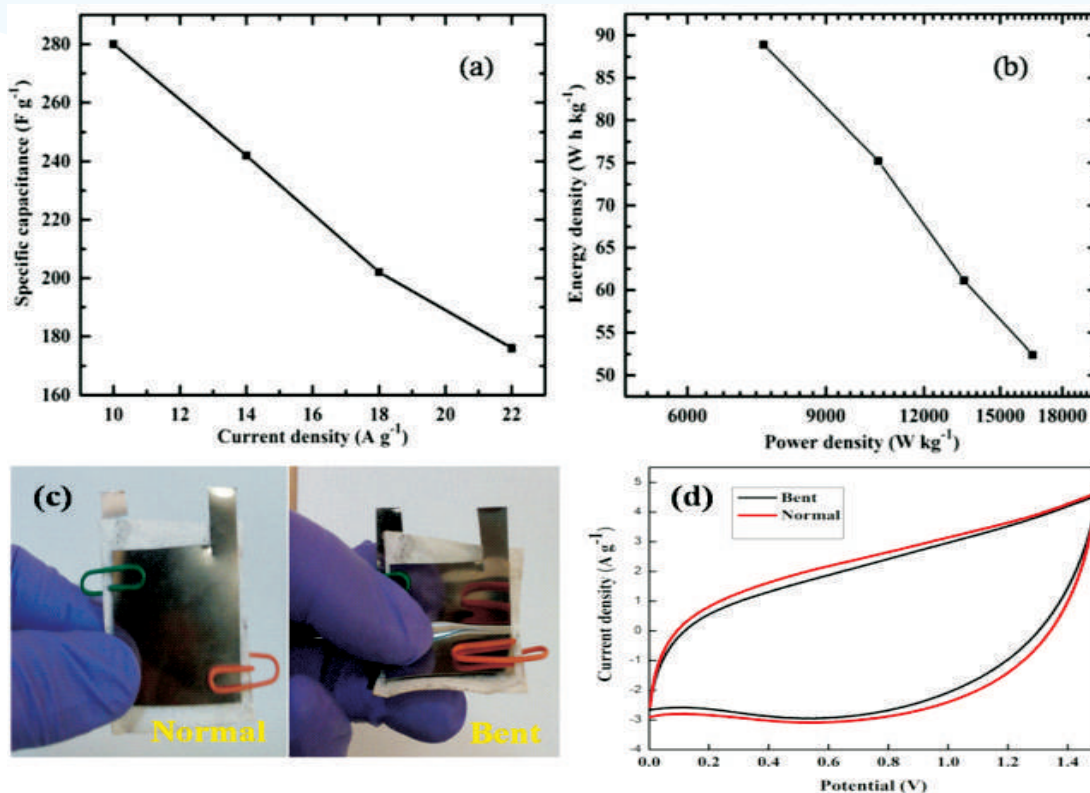 (a)
Specific capacitance (F g⁻¹)
280
260
240
220
200
180
160
10 12 14 16 18 20 22
Current density (A g⁻¹)
(b)
Energy density (W h kg⁻¹)
90
85
80
75
70
65
60
55
50
6000 9000 12000 15000 18000
Power density (W kg⁻¹)
(c)
Normal
Bent
(d)
Bent
Normal
Current density (A g⁻¹)
5
4
3
2
1
0
-1
-2
-3
-4
0.0 0.2 0.4 0.6 0.8 1.0 1.2 1.4
Potential (V)